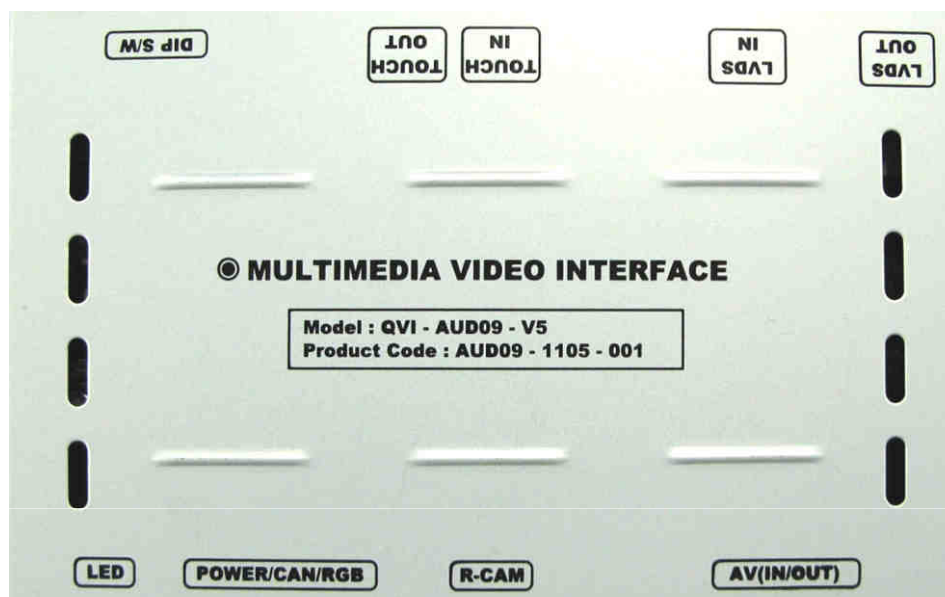 DIP S/W
TOUCH
OUT
TOUCH
IN
LVDS
IN
LVDS
OUT
MULTIMEDIA VIDEO INTERFACE
Model : QVI - AUD09 - V5
Product Code : AUD09 - 1105 - 001
LED
POWER/CAN/RGB
R-CAM
AV(IN/OUT)